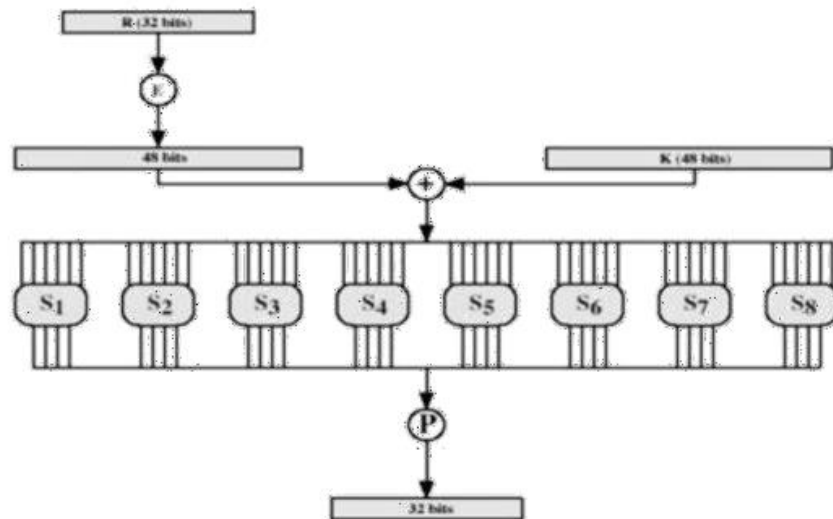 R (32 bits)
E
48 bits
K (48 bits)
+
S1 S2 S3 S4 S5 S6 S7 S8
P
32 bits